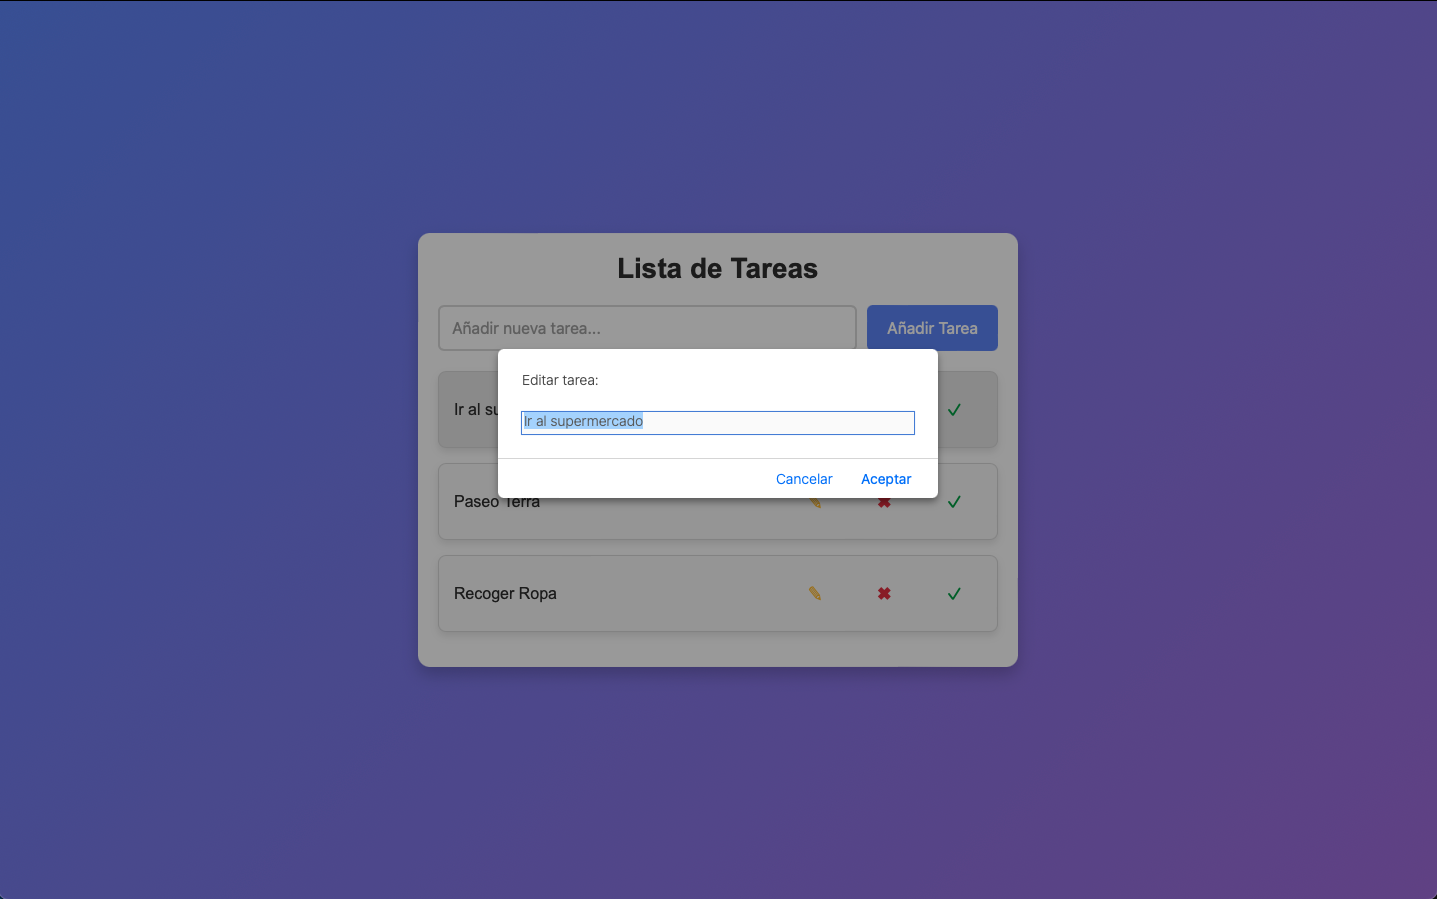 Lista de Tareas
Añadir nueva tarea...
Añadir Tarea
Editar tarea:
Ir al supermercado
Cancelar
Aceptar
Ir al su
Paseo Terra
Recoger Ropa